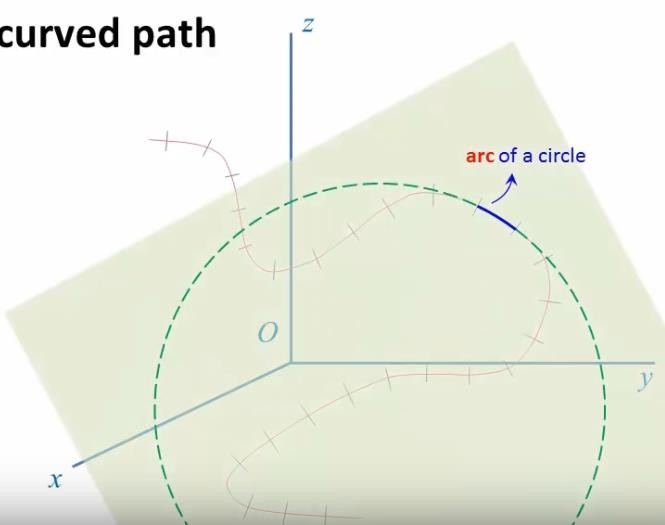 curved path
z
arc of a circle
O
y
x